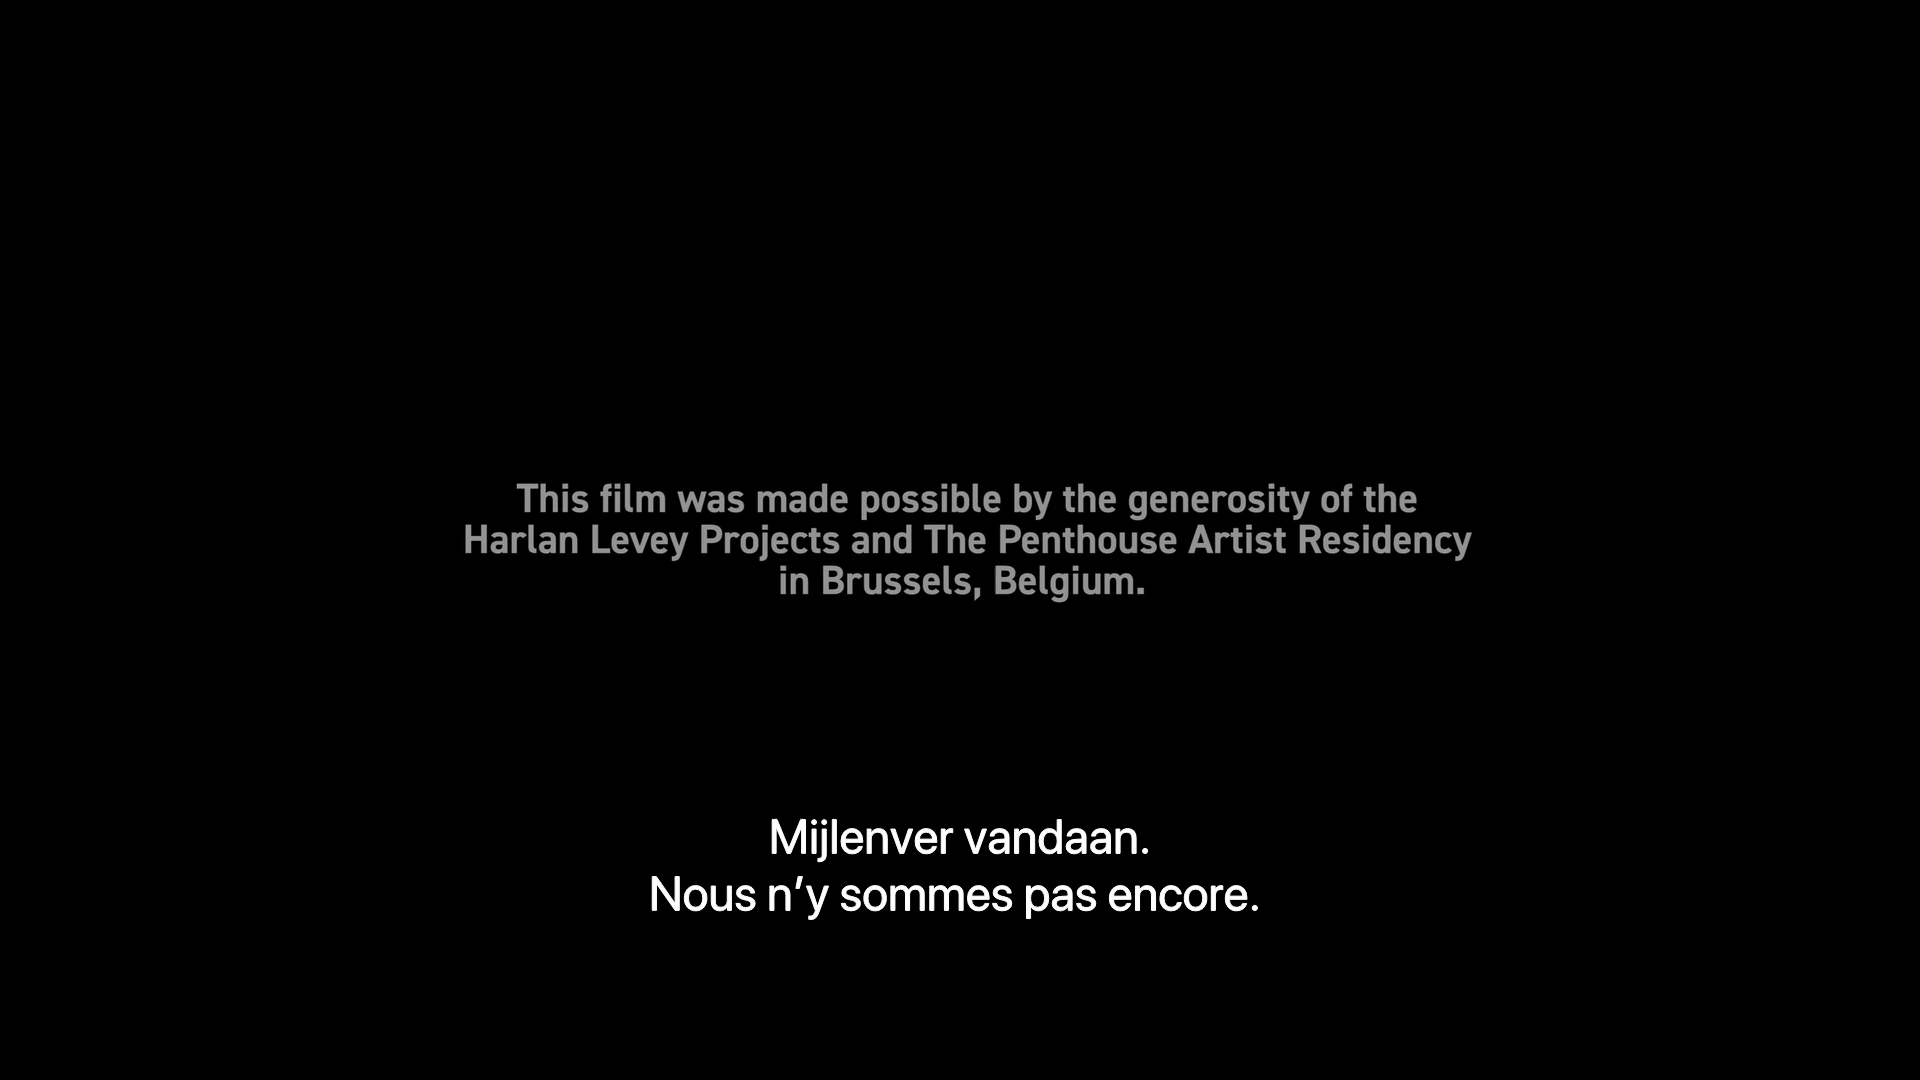 This film was made possible by the generosity of the
Harlan Levey Projects and The Penthouse Artist Residency
in Brussels, Belgium.
Mijlenver vandaan.
Nous n’y sommes pas encore.